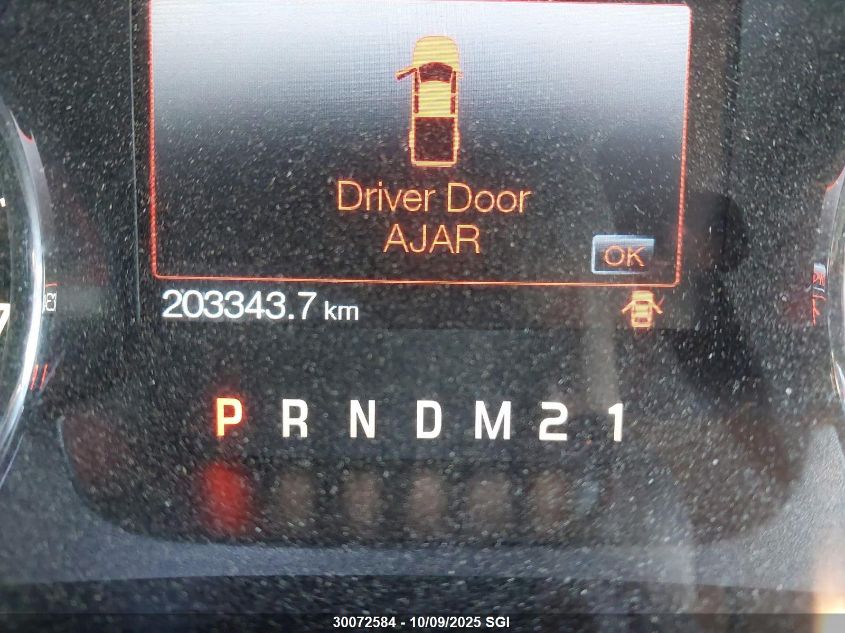 Driver Door
AJAR
OK
203343.7 km
P R N D M 2 1
30072584 - 10/09/2025 SGI